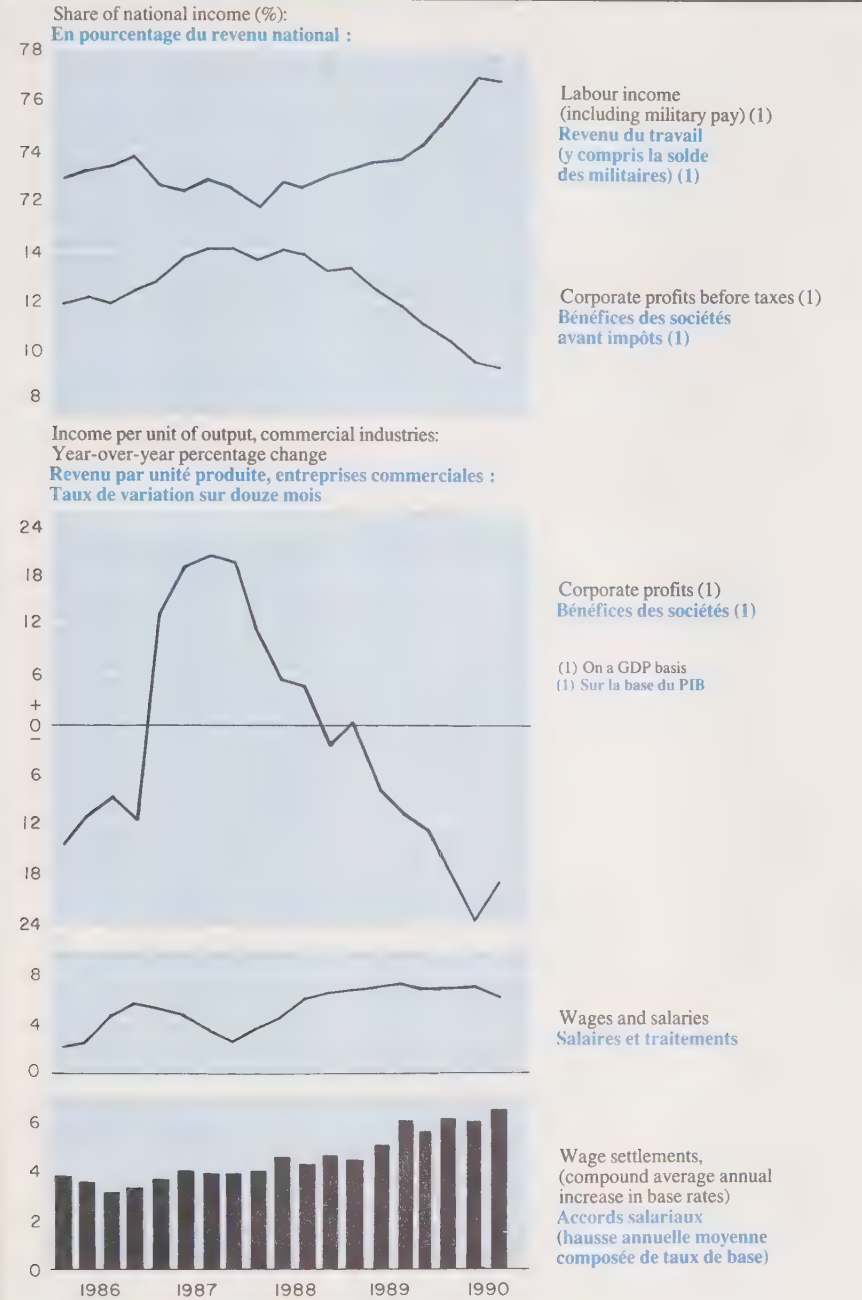 Share of national income (%):
En pourcentage du revenu national :
78
76
74
72
14
12
10
8
Labour income
(including military pay) (1)
Revenu du travail
(y compris la solde
des militaires) (1)
Corporate profits before taxes (1)
Bénéfices des sociétés
avant impôts (1)
Income per unit of output, commercial industries:
Year-over-year percentage change
Revenu par unité produite, entreprises commerciales :
Taux de variation sur douze mois
24
18
12
6
+
0
–
6
12
18
24
Corporate profits (1)
Bénéfices des sociétés (1)
(1) On a GDP basis
(1) Sur la base du PIB
8
4
0
Wages and salaries
Salaires et traitements
6
4
2
0
Wage settlements,
(compound average annual
increase in base rates)
Accords salariaux
(hausse annuelle moyenne
composée de taux de base)
1986 1987 1988 1989 1990